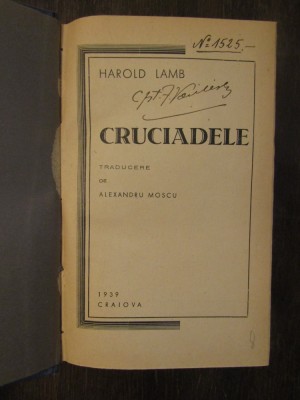 No 1525.—
HAROLD LAMB
CRUCIADELE
TRADUCERE
DE
ALEXANDRU MOSCU
1939
CRAIOVA